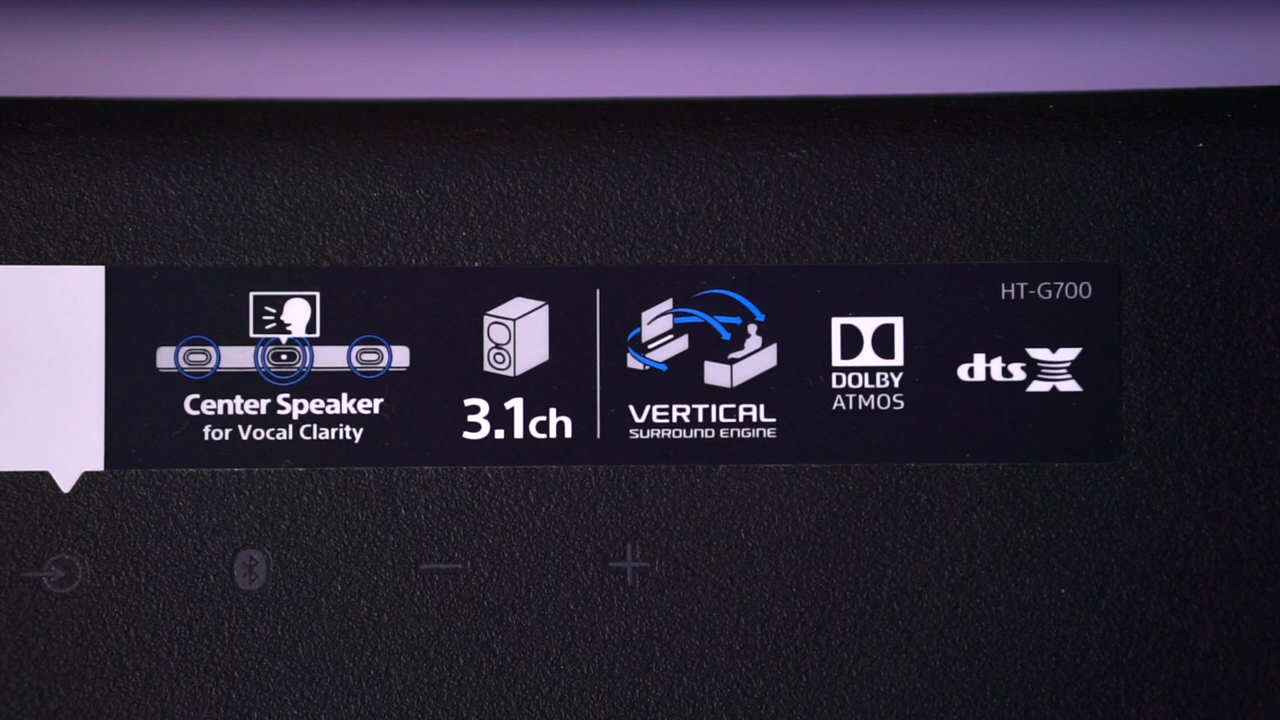 HT-G700
Center Speaker
for Vocal Clarity
3.1ch
VERTICAL
SURROUND ENGINE
DOLBY
ATMOS
dts X